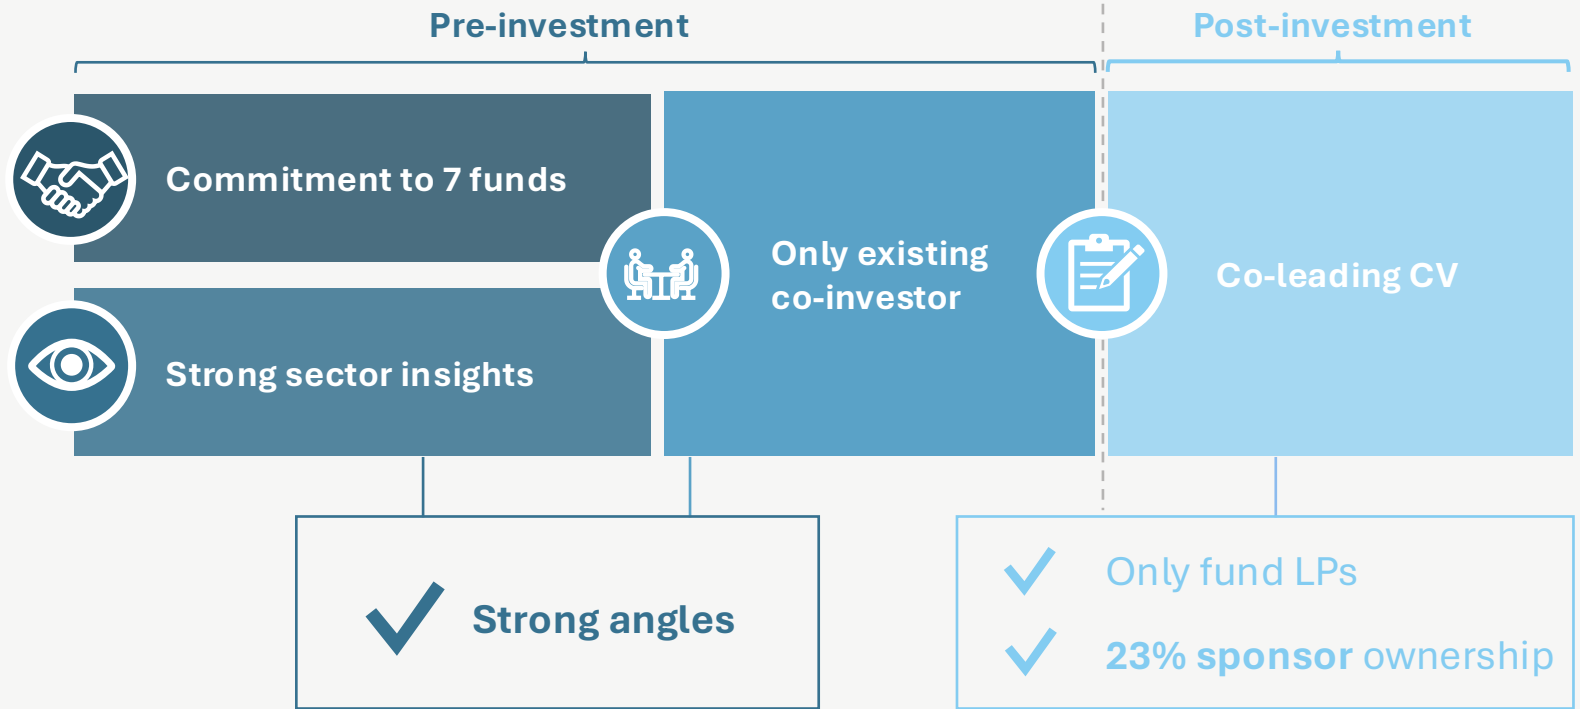 Pre-investment
Post-investment
Commitment to 7 funds
Strong sector insights
Only existing
co-investor
Co-leading CV
Strong angles
Only fund LPs
23% sponsor ownership